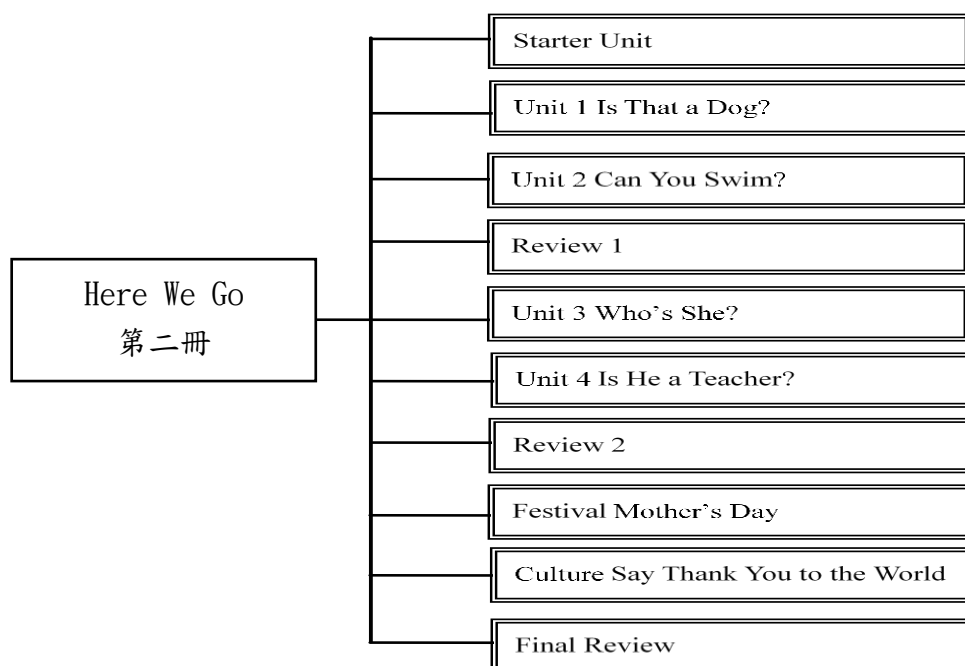 Here We Go
第二冊
Starter Unit
Unit 1 Is That a Dog?
Unit 2 Can You Swim?
Review 1
Unit 3 Who's She?
Unit 4 Is He a Teacher?
Review 2
Festival Mother's Day
Culture Say Thank You to the World
Final Review